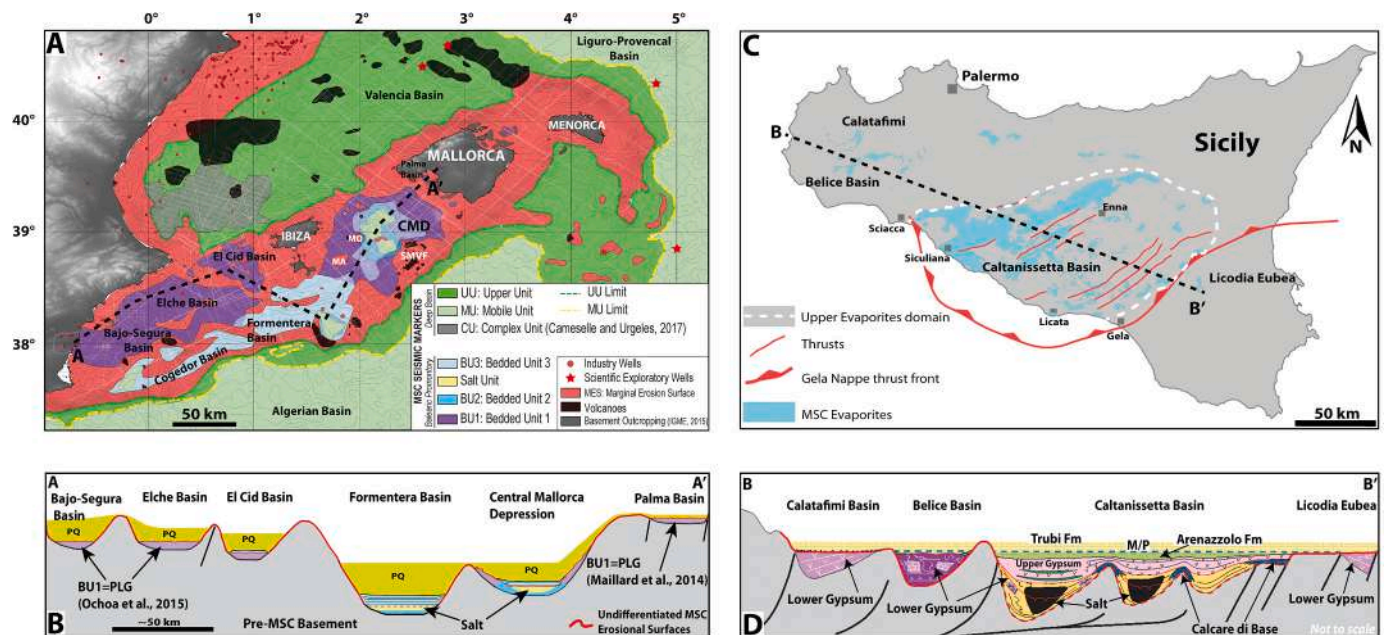 0°
1°
2°
3°
4°
5°
A
Liguro-Provencal
Basin
Valencia Basin
40°
MENORCA
MALLORCA
Palma
Basin
A'
39°
IBIZA
MO
CMD
MA
SMVF
El Cid Basin
Elche Basin
Bajo-Segura
Basin
Formentera
Basin
A
38°
Cogedor Basin
Algerian Basin
50 km
MSC SEISMIC MARKERS
Deep Basin
Balearic Promontory
UU: Upper Unit
UU Limit
MU: Mobile Unit
MU Limit
CU: Complex Unit (Cameselle and Urgeles, 2017)
BU3: Bedded Unit 3
Salt Unit
BU2: Bedded Unit 2
BU1: Bedded Unit 1
Industry Wells
Scientific Exploratory Wells
MES: Marginal Erosion Surface
Volcanoes
Basement Outcropping (IGME, 2015)
C
Palermo
Calatafimi
B
Sicily
N
Belice Basin
Enna
Sciacca
Siculiana
Caltanissetta Basin
Licodia Eubea
B'
Licata
Gela
Upper Evaporites domain
Thrusts
Gela Nappe thrust front
MSC Evaporites
50 km
A
A'
Bajo-Segura
Basin
Elche Basin
El Cid Basin
Formentera Basin
Central Mallorca
Depression
Palma Basin
PQ
PQ
PQ
PQ
PQ
BU1=PLG
(Ochoa et al., 2015)
BU1=PLG
(Maillard et al., 2014)
Salt
B
~50 km
Pre-MSC Basement
Undifferentiated MSC
Erosional Surfaces
B
B'
Calatafimi Basin
Belice Basin
Caltanissetta Basin
Licodia Eubea
Trubi Fm
M/P
Arenazzolo Fm
Upper Gypsum
Lower Gypsum
Lower Gypsum
Salt
Lower Gypsum
Calcare di Base
D
Not to scale